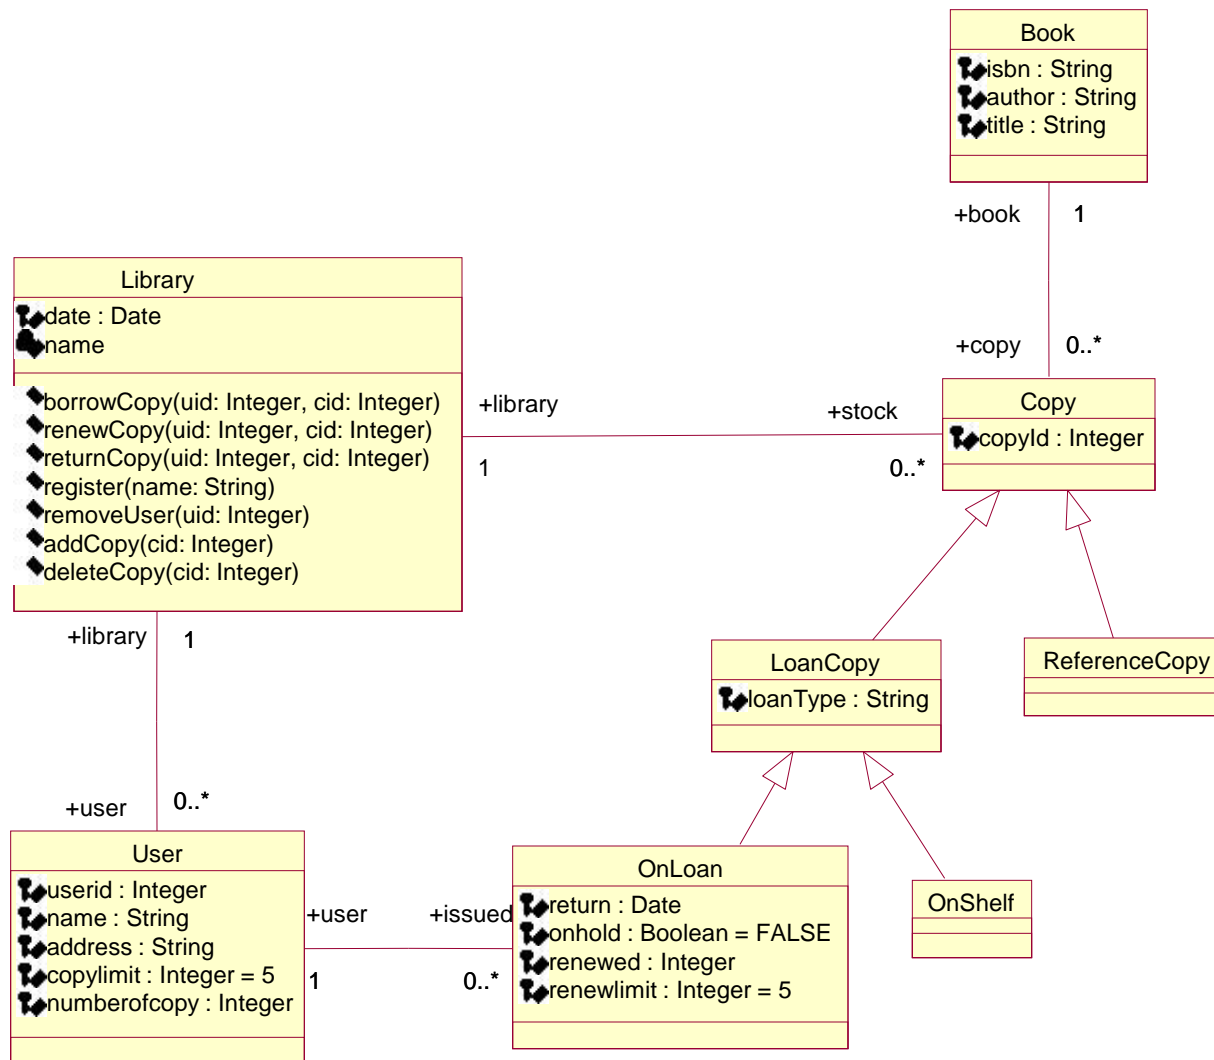 Book
isbn : String
author : String
title : String
+book 1
Library
date : Date
name
borrowCopy(uid: Integer, cid: Integer)
renewCopy(uid: Integer, cid: Integer)
returnCopy(uid: Integer, cid: Integer)
register(name: String)
removeUser(uid: Integer)
addCopy(cid: Integer)
deleteCopy(cid: Integer)
+copy 0..*
+library +stock
1 0..*
Copy
copyId : Integer
+library 1
LoanCopy
loanType : String
ReferenceCopy
+user 0..*
User
userid : Integer
name : String
address : String
copylimit : Integer = 5
numberofcopy : Integer
+user +issued
1 0..*
OnLoan
return : Date
onhold : Boolean = FALSE
renewed : Integer
renewlimit : Integer = 5
OnShelf